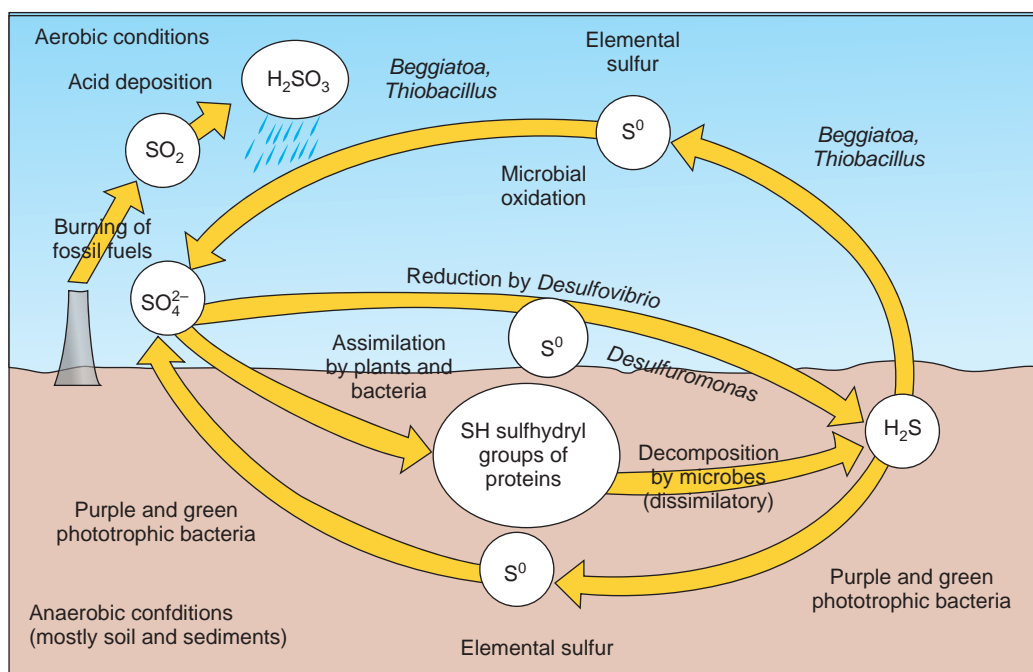 Aerobic conditions
Acid deposition
H₂SO₃
SO₂
Burning of
fossil fuels
Beggiatoa,
Thiobacillus
Elemental
sulfur
S⁰
Microbial
oxidation
Beggiatoa,
Thiobacillus
SO₄²⁻
Reduction by Desulfovibrio
S⁰
Desulfuromonas
Assimilation
by plants and
bacteria
SH sulfhydryl
groups of
proteins
Decomposition
by microbes
(dissimilatory)
H₂S
Purple and green
phototrophic bacteria
S⁰
Purple and green
phototrophic bacteria
Anaerobic confditions
(mostly soil and sediments)
Elemental sulfur